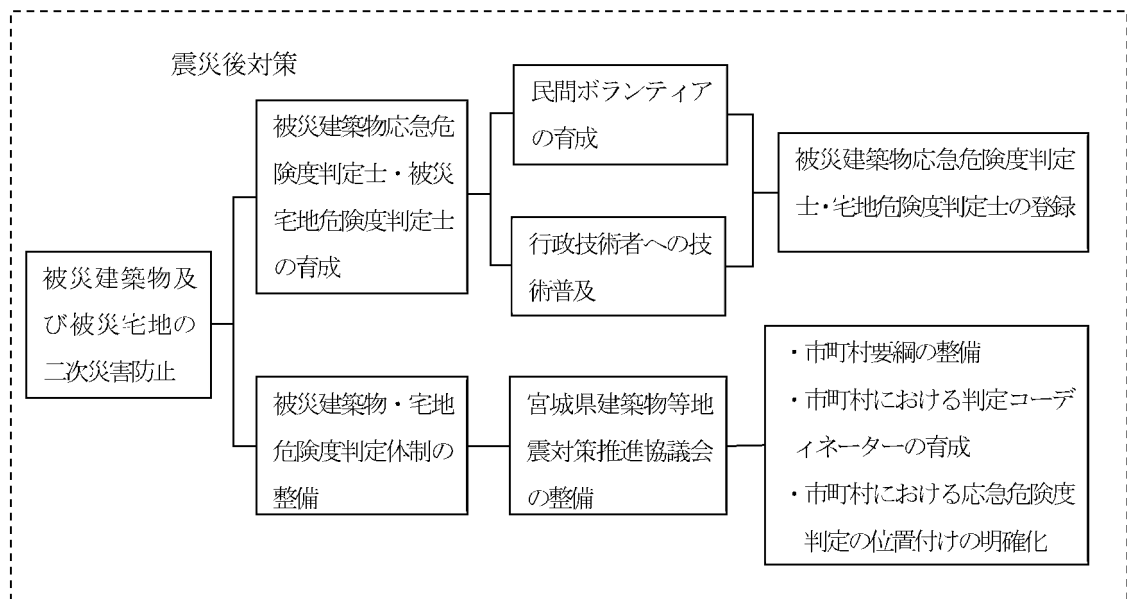 震災後対策
被災建築物及
び被災宅地の
二次災害防止
被災建築物応急危
険度判定士・被災
宅地危険度判定士
の育成
民間ボランティア
の育成
行政技術者への技
術普及
被災建築物応急危険度判定
士・宅地危険度判定士の登録
被災建築物・宅地
危険度判定体制の
整備
宮城県建築物等地
震対策推進協議会
の整備
・市町村要綱の整備
・市町村における判定コーデ
ィネーターの育成
・市町村における応急危険度
判定の位置付けの明確化